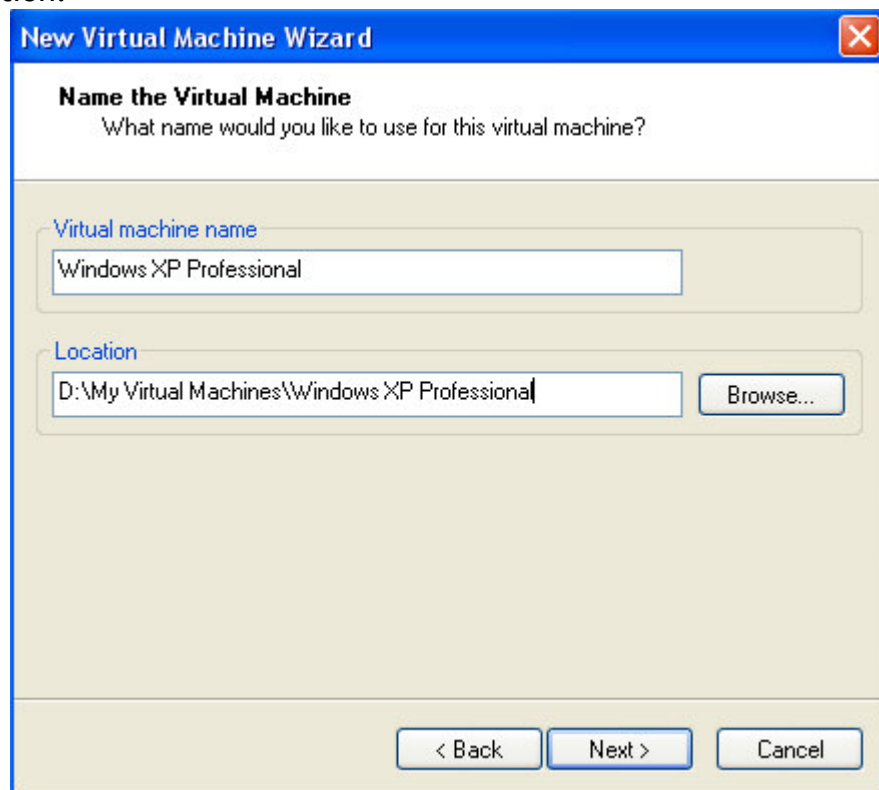 New Virtual Machine Wizard
Name the Virtual Machine
What name would you like to use for this virtual machine?
Virtual machine name
Windows XP Professional
Location
D:\My Virtual Machines\Windows XP Professional
Browse...
< Back
Next >
Cancel